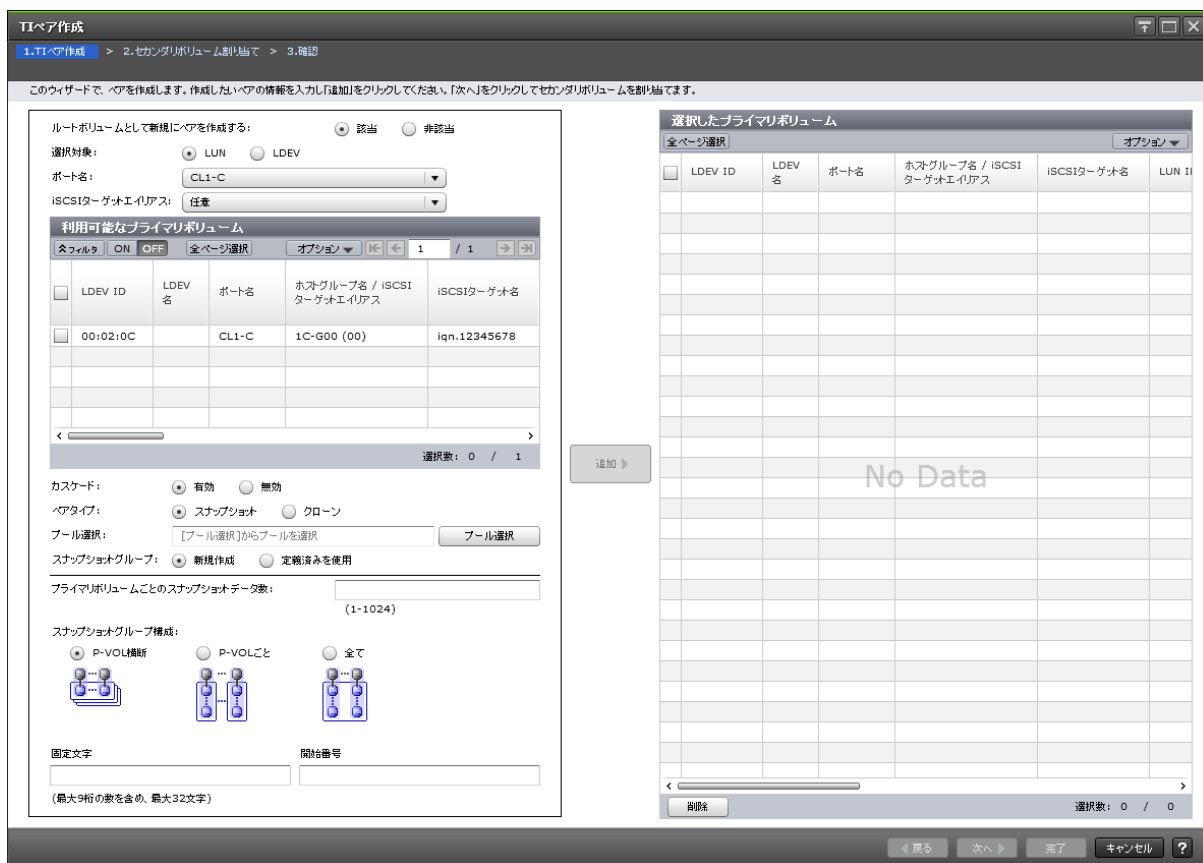 TIペア作成
1.TIペア作成 > 2.セカンダリボリューム割り当て > 3.確認
このウィザードで、ペアを作成します。作成したいペアの情報を入力し「追加」をクリックしてください。「次へ」をクリックしてセカンダリボリュームを割り当てます。
ルートボリュームとして新規にペアを作成する: 該当 非該当
選択対象: LUN LDEV
ポート名: CL1-C
iSCSIターゲットエイリアス: 任意
利用可能なプライマリボリューム
フィルタ ON OFF 全ページ選択 オプション 1 / 1
LDEV ID LDEV名 ポート名 ホストグループ名 / iSCSIターゲットエイリアス iSCSIターゲット名
00:02:0C CL1-C 1C-G00 (00) iqn.12345678
選択数: 0 / 1
カスケード: 有効 無効
ペアタイプ: スナップショット クローン
プール選択: [プール選択]からプールを選択 プール選択
スナップショットグループ: 新規作成 定義済みを使用
プライマリボリュームごとのスナップショットデータ数:
(1-1024)
スナップショットグループ構成:
P-VOL横断 P-VOLごと 全て
固定文字 開始番号
(最大9桁の数を含め、最大32文字)
追加
選択したプライマリボリューム
全ページ選択 オプション
LDEV ID LDEV名 ポート名 ホストグループ名 / iSCSIターゲットエイリアス iSCSIターゲット名 LUN I
No Data
削除 選択数: 0 / 0
戻る 次へ 完了 キャンセル ?